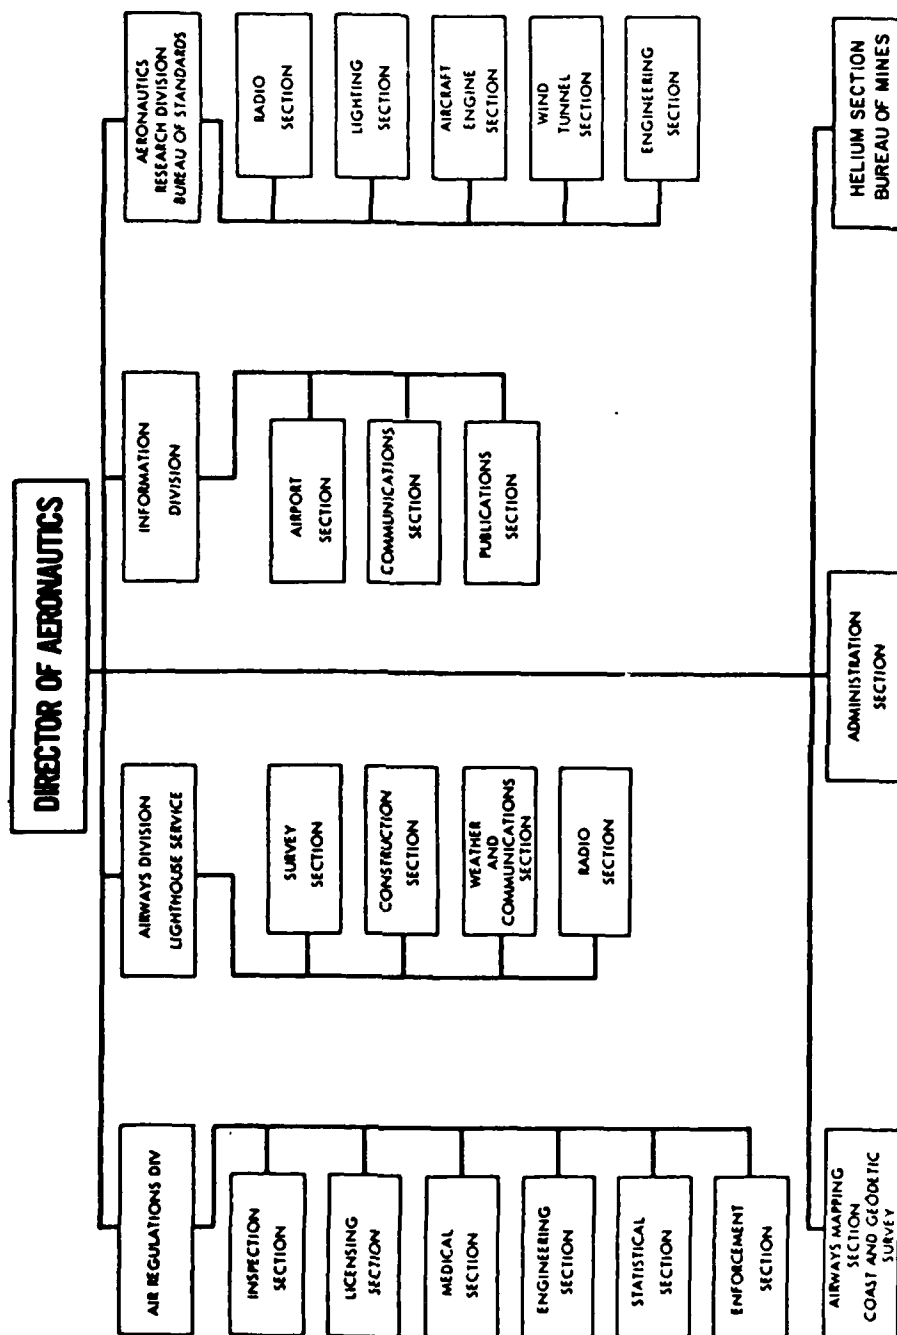 DIRECTOR OF AERONAUTICS
AIR REGULATIONS DIV
INSPECTION
SECTION
LICENSING
SECTION
MEDICAL
SECTION
ENGINEERING
SECTION
STATISTICAL
SECTION
ENFORCEMENT
SECTION
AIRWAYS DIVISION
LIGHTHOUSE SERVICE
SURVEY
SECTION
CONSTRUCTION
SECTION
WEATHER
AND
COMMUNICATIONS
SECTION
RADIO
SECTION
INFORMATION
DIVISION
AIRPORT
SECTION
COMMUNICATIONS
SECTION
PUBLICATIONS
SECTION
AERONAUTICS
RESEARCH DIVISION
BUREAU OF STANDARDS
RADIO
SECTION
LIGHTING
SECTION
AIRCRAFT
ENGINE
SECTION
WIND
TUNNEL
SECTION
ENGINEERING
SECTION
AIRWAYS MAPPING
SECTION
COAST AND GEODETIC
SURVEY
ADMINISTRATION
SECTION
HELIUM SECTION
BUREAU OF MINES